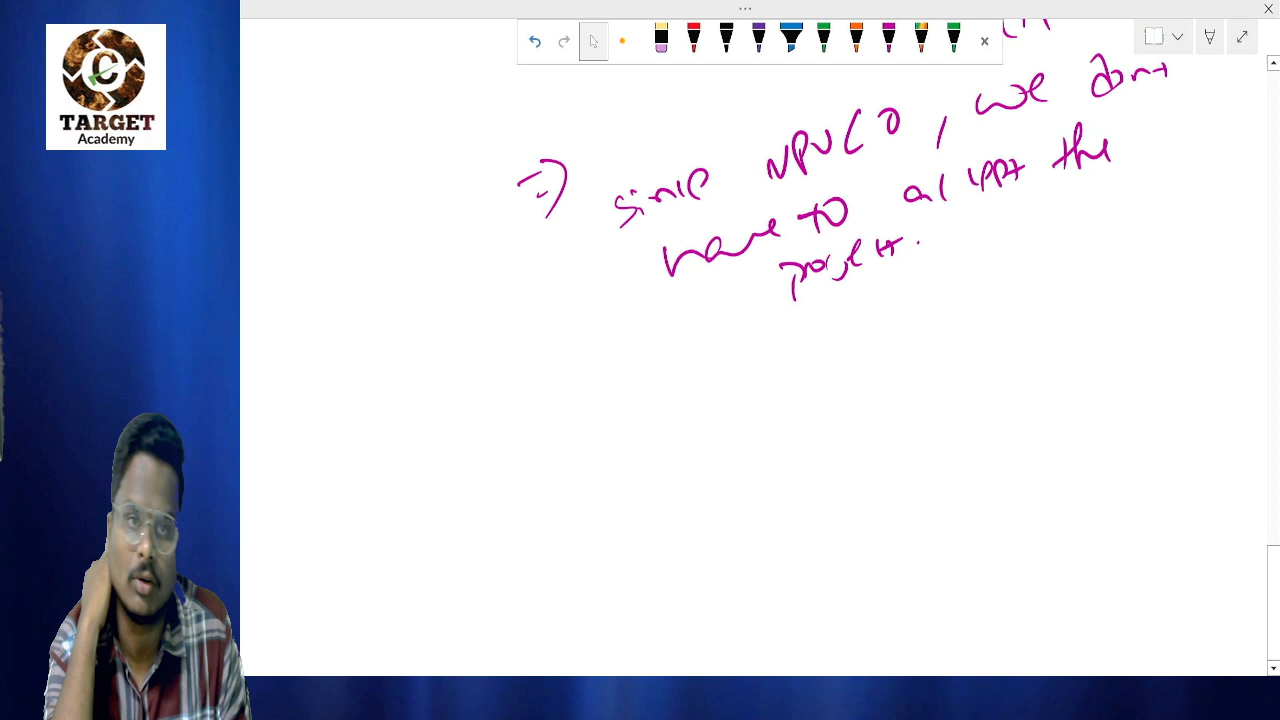 TARGET
Academy
⇒ since NPV < 0, we don't
have to accept the
project.